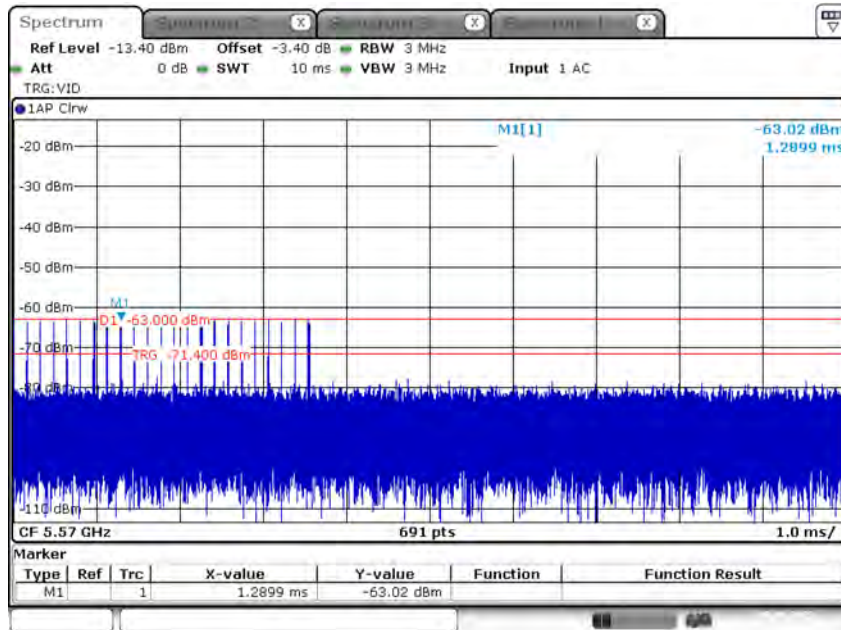 Spectrum
Ref Level -13.40 dBm Offset -3.40 dB RBW 3 MHz
Att 0 dB SWT 10 ms VBW 3 MHz Input 1 AC
TRG:VID
1AP Clrw
M1[1] -63.02 dBm
1.2899 ms
-20 dBm
-30 dBm
-40 dBm
-50 dBm
-60 dBm
M1
D1 -63.000 dBm
-70 dBm
TRG -71.400 dBm
-80 dBm
-110 dBm
CF 5.57 GHz 691 pts 1.0 ms/
Marker
Type Ref Trc X-value Y-value Function Function Result
M1 1 1.2899 ms -63.02 dBm